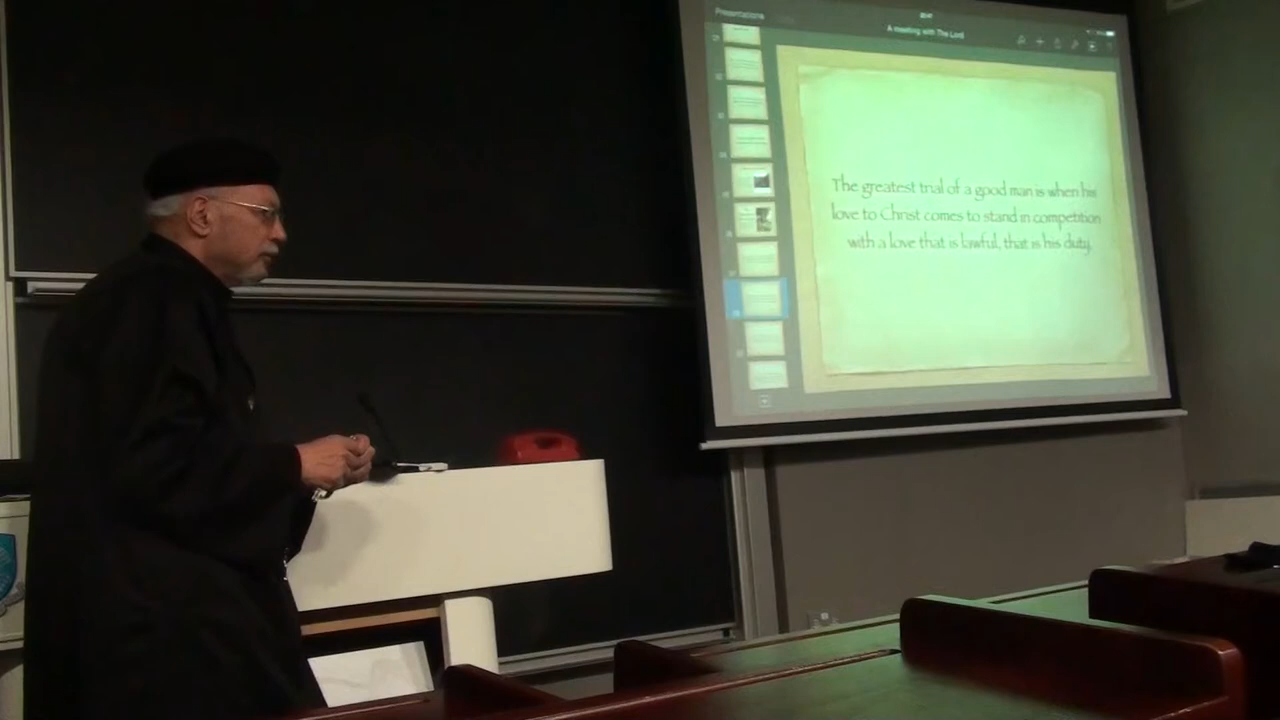 Presentations
A meeting with The Lord
The greatest trial of a good man is when his
love to Christ comes to stand in competition
with a love that is lawful, that is his duty.